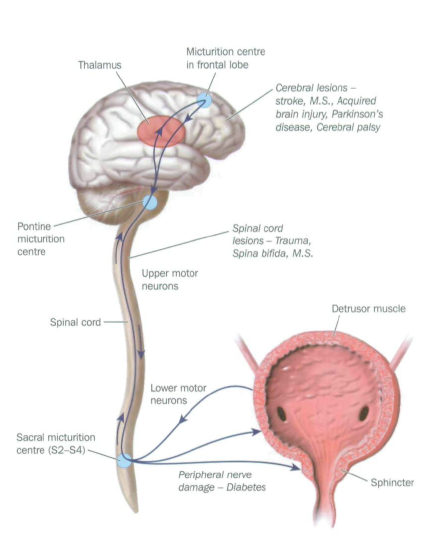 Micturition centre
in frontal lobe
Thalamus
Cerebral lesions –
stroke, M.S., Acquired
brain injury, Parkinson's
disease, Cerebral palsy
Pontine
micturition
centre
Spinal cord
lesions – Trauma,
Spina bifida, M.S.
Upper motor
neurons
Detrusor muscle
Spinal cord
Lower motor
neurons
Sacral micturition
centre (S2–S4)
Peripheral nerve
damage – Diabetes
Sphincter